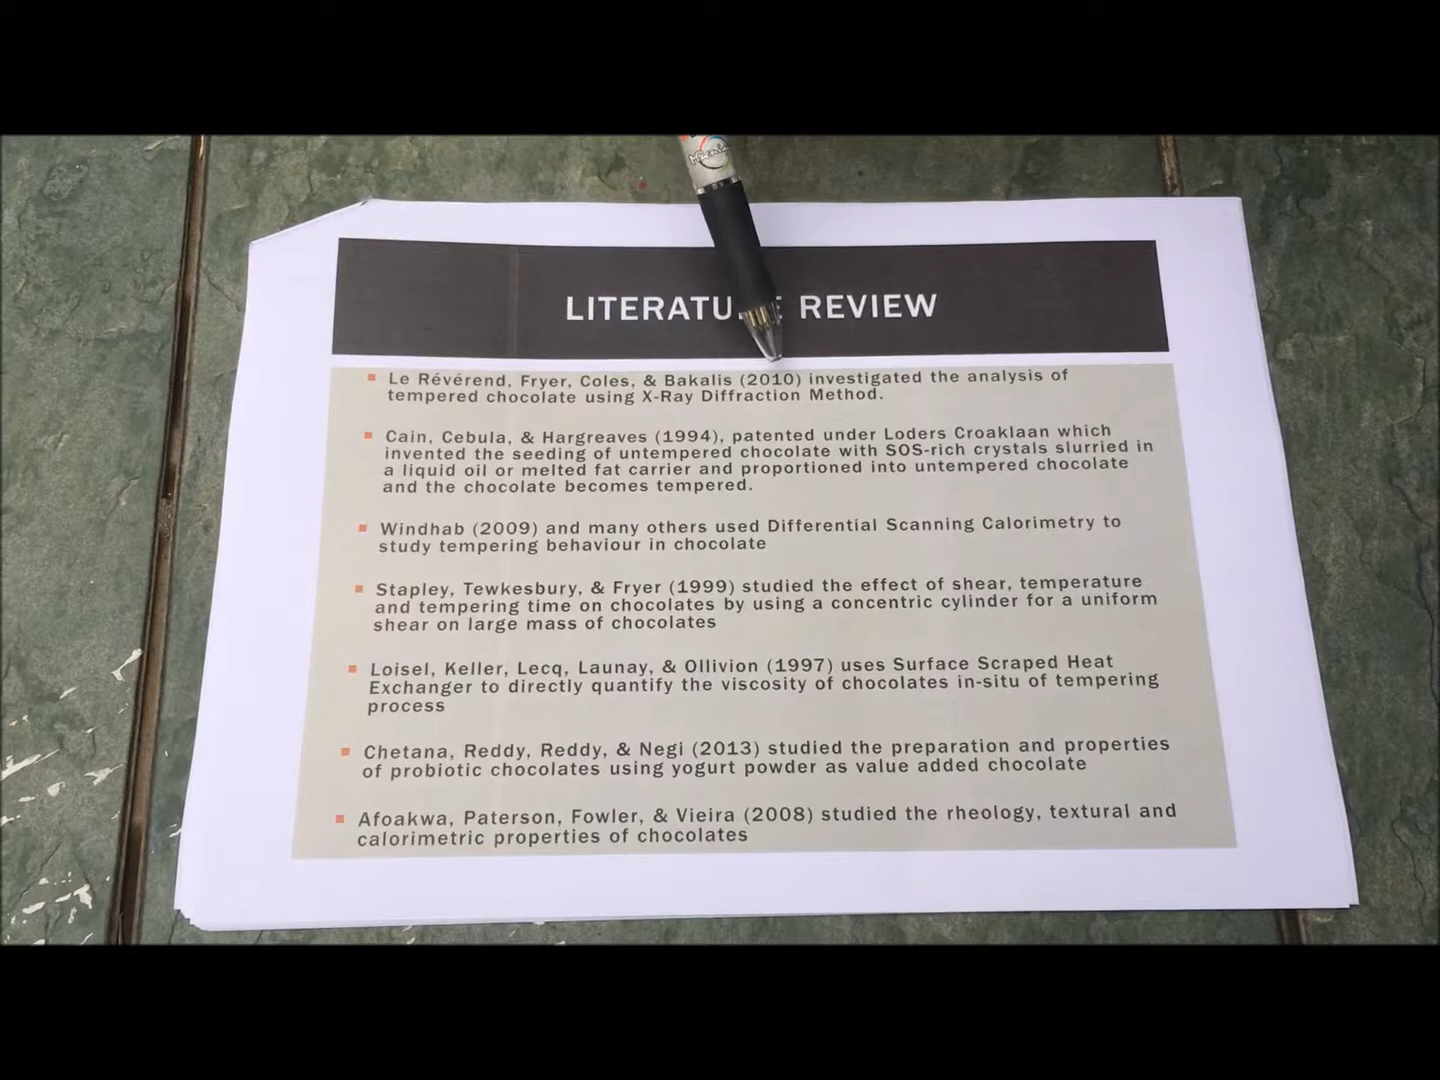 LITERATURE REVIEW
Le Révérend, Fryer, Coles, & Bakalis (2010) investigated the analysis of
tempered chocolate using X-Ray Diffraction Method.
Cain, Cebula, & Hargreaves (1994), patented under Loders Croaklaan which
invented the seeding of untempered chocolate with SOS-rich crystals slurried in
a liquid oil or melted fat carrier and proportioned into untempered chocolate
and the chocolate becomes tempered.
Windhab (2009) and many others used Differential Scanning Calorimetry to
study tempering behaviour in chocolate
Stapley, Tewkesbury, & Fryer (1999) studied the effect of shear, temperature
and tempering time on chocolates by using a concentric cylinder for a uniform
shear on large mass of chocolates
Loisel, Keller, Lecq, Launay, & Ollivion (1997) uses Surface Scraped Heat
Exchanger to directly quantify the viscosity of chocolates in-situ of tempering
process
Chetana, Reddy, Reddy, & Negi (2013) studied the preparation and properties
of probiotic chocolates using yogurt powder as value added chocolate
Afoakwa, Paterson, Fowler, & Vieira (2008) studied the rheology, textural and
calorimetric properties of chocolates